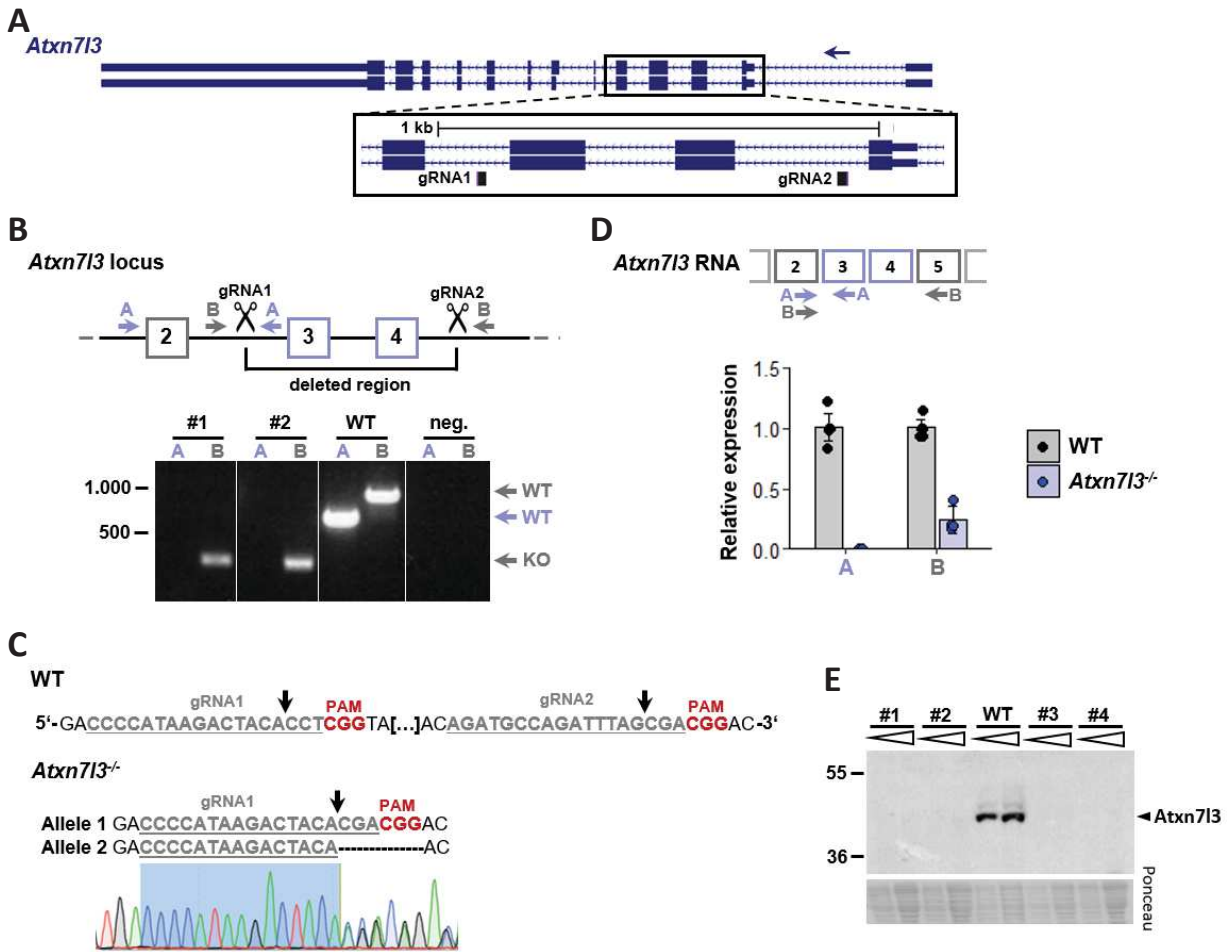 A
Atxn7l3
1 kb
gRNA1
gRNA2
B
Atxn7l3 locus
gRNA1
gRNA2
A
B
A
B
2
3
4
deleted region
#1
#2
WT
neg.
A
B
A
B
A
B
A
B
1.000
500
WT
WT
KO
C
WT
gRNA1
PAM
gRNA2
PAM
5‘-GACCCCATAAGACTACACCTCGGTA[...]ACAGATGCCAGATTTAGCGACGGAC-3‘
Atxn7l3-/-
gRNA1
PAM
Allele 1 GACCCCATAAGACTACACGACGGAC
Allele 2 GACCCCATAAGACTACA--------------AC
D
Atxn7l3 RNA
2
3
4
5
A
A
B
B
Relative expression
1.5
1.0
0.5
0.0
A
B
WT
Atxn7l3-/-
E
#1
#2
WT
#3
#4
55
36
Atxn7l3
Ponceau